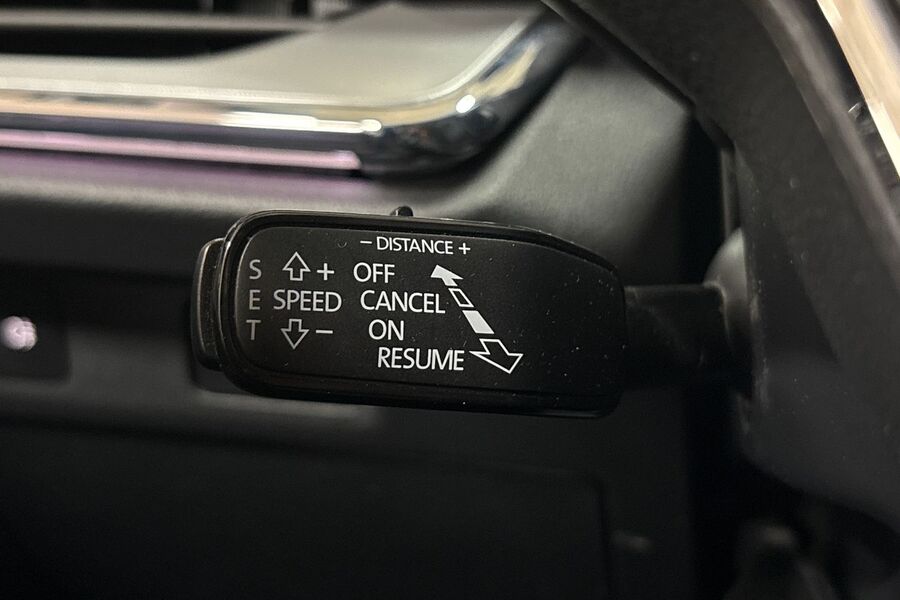 - DISTANCE +
S + OFF
E SPEED CANCEL
T - ON
RESUME